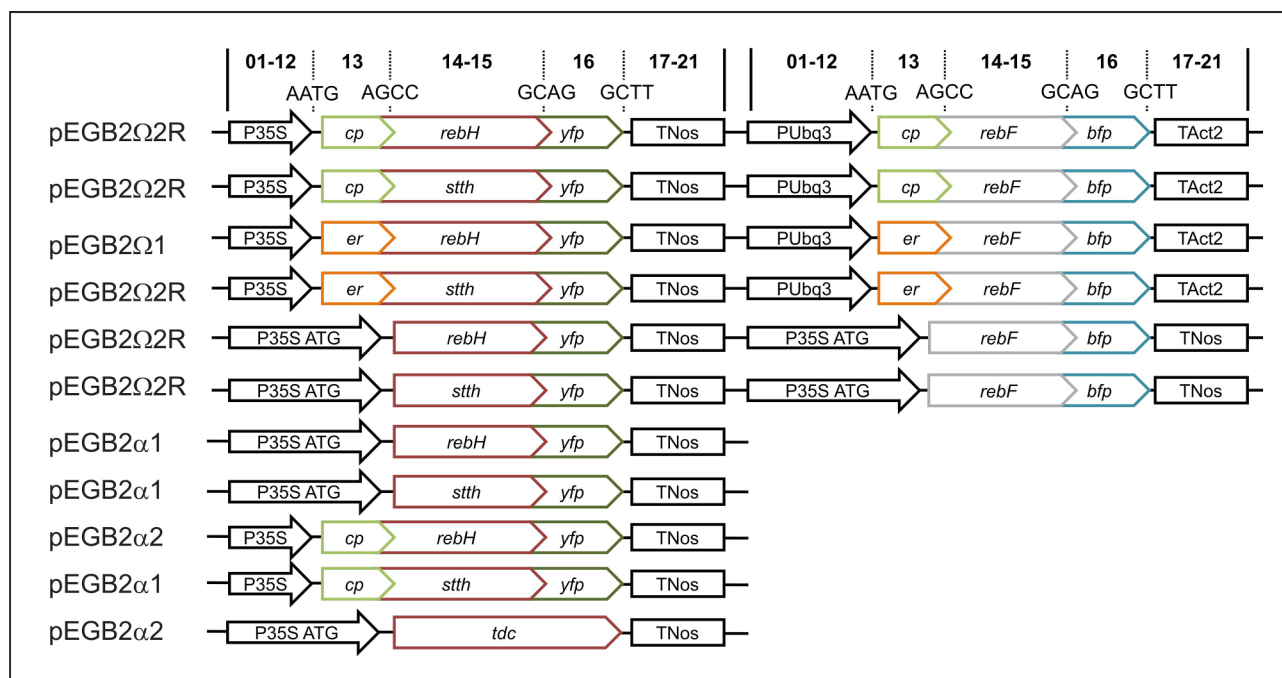 01-12 13 14-15 16 17-21 01-12 13 14-15 16 17-21
AATG AGCC GCAG GCTT AATG AGCC GCAG GCTT
pEGB2Ω2R P35S cp rebH yfp TNos PUbq3 cp rebF bfp TAct2
pEGB2Ω2R P35S cp stth yfp TNos PUbq3 cp rebF bfp TAct2
pEGB2Ω1 P35S er rebH yfp TNos PUbq3 er rebF bfp TAct2
pEGB2Ω2R P35S er stth yfp TNos PUbq3 er rebF bfp TAct2
pEGB2Ω2R P35S ATG rebH yfp TNos P35S ATG rebF bfp TNos
pEGB2Ω2R P35S ATG stth yfp TNos P35S ATG rebF bfp TNos
pEGB2α1 P35S ATG rebH yfp TNos
pEGB2α1 P35S ATG stth yfp TNos
pEGB2α2 P35S cp rebH yfp TNos
pEGB2α1 P35S cp stth yfp TNos
pEGB2α2 P35S ATG tdc TNos